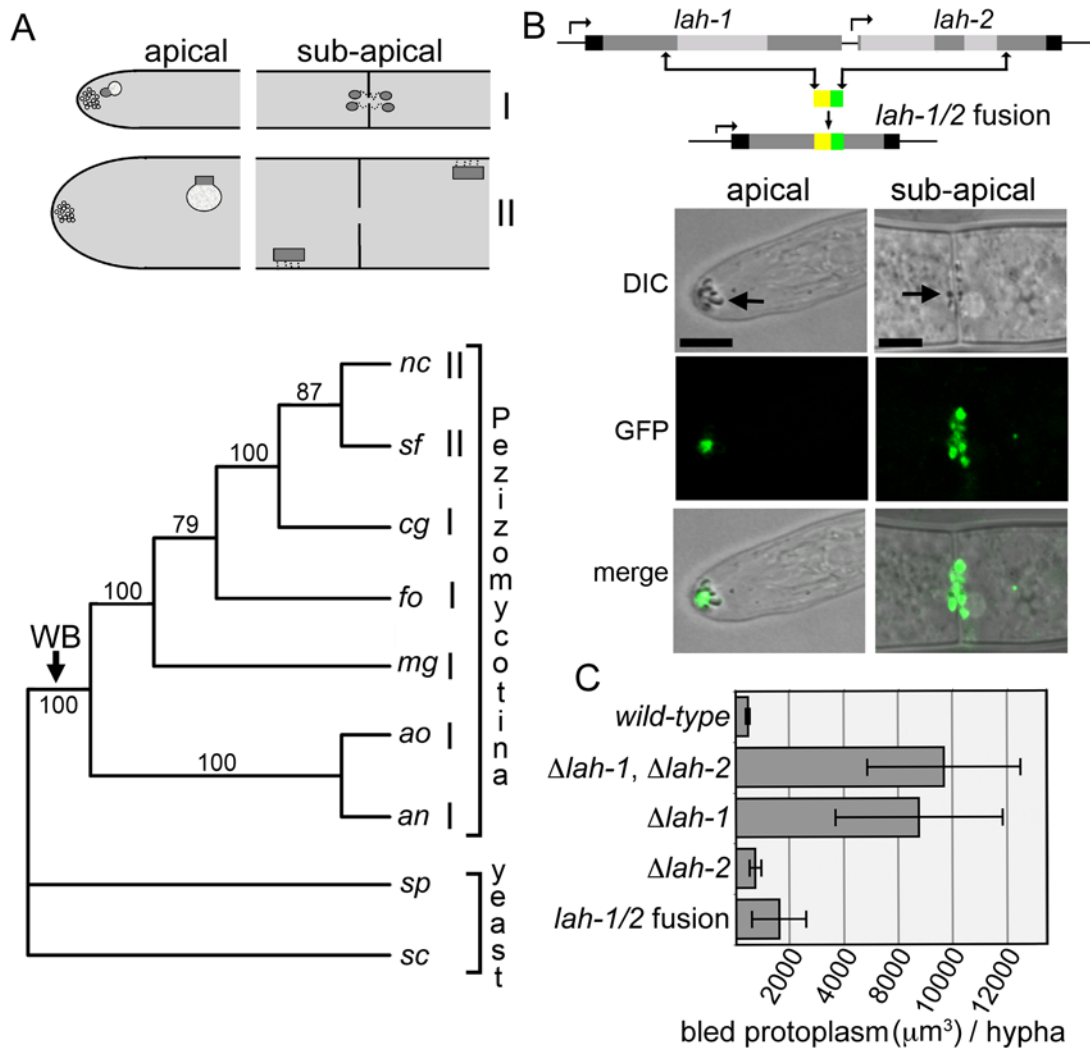 A
apical sub-apical
I
II
87
nc II
sf II
100
79
cg I
100
fo I
WB
mg I
100
ao I
100
an I
Pezizomycotina
sp
sc
yeast
B
lah-1 lah-2
lah-1/2 fusion
apical sub-apical
DIC
GFP
merge
C
wild-type
Δlah-1, Δlah-2
Δlah-1
Δlah-2
lah-1/2 fusion
2000 4000 8000 10000 12000
bled protoplasm (μm³) / hypha